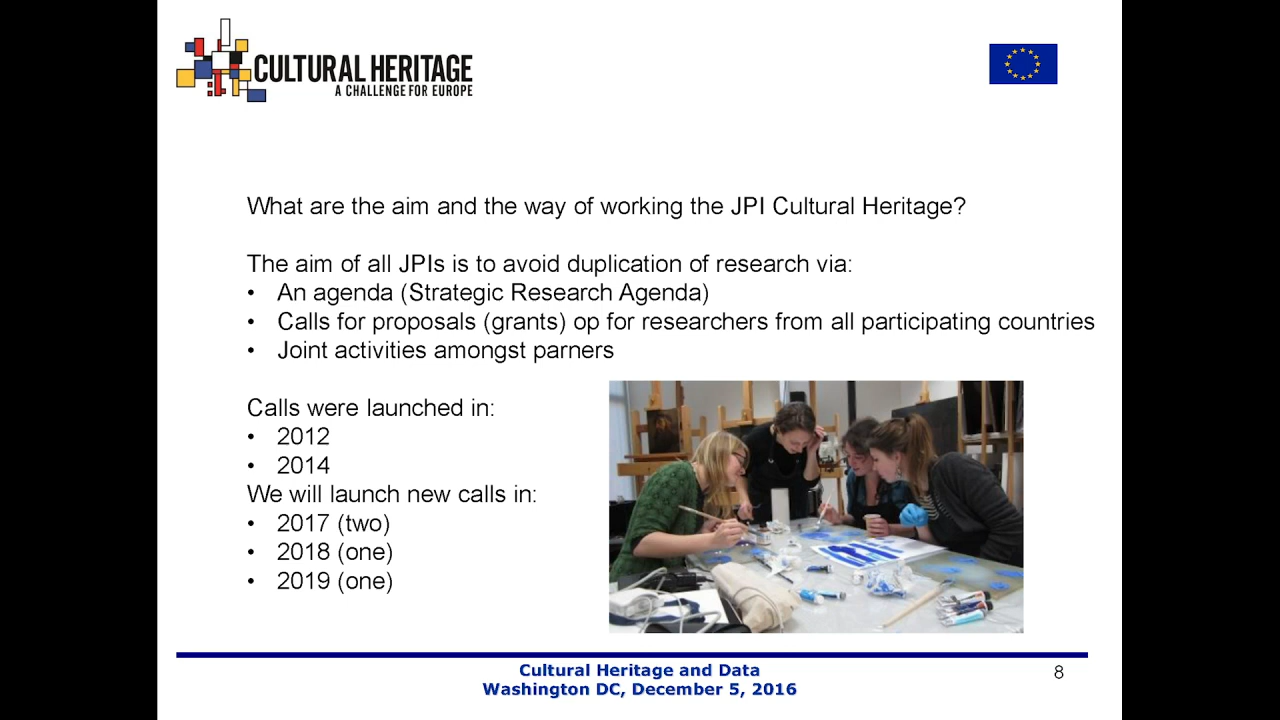 CULTURAL HERITAGE
A CHALLENGE FOR EUROPE
What are the aim and the way of working the JPI Cultural Heritage?
The aim of all JPIs is to avoid duplication of research via:
• An agenda (Strategic Research Agenda)
• Calls for proposals (grants) op for researchers from all participating countries
• Joint activities amongst parners
Calls were launched in:
• 2012
• 2014
We will launch new calls in:
• 2017 (two)
• 2018 (one)
• 2019 (one)
Cultural Heritage and Data
Washington DC, December 5, 2016
8